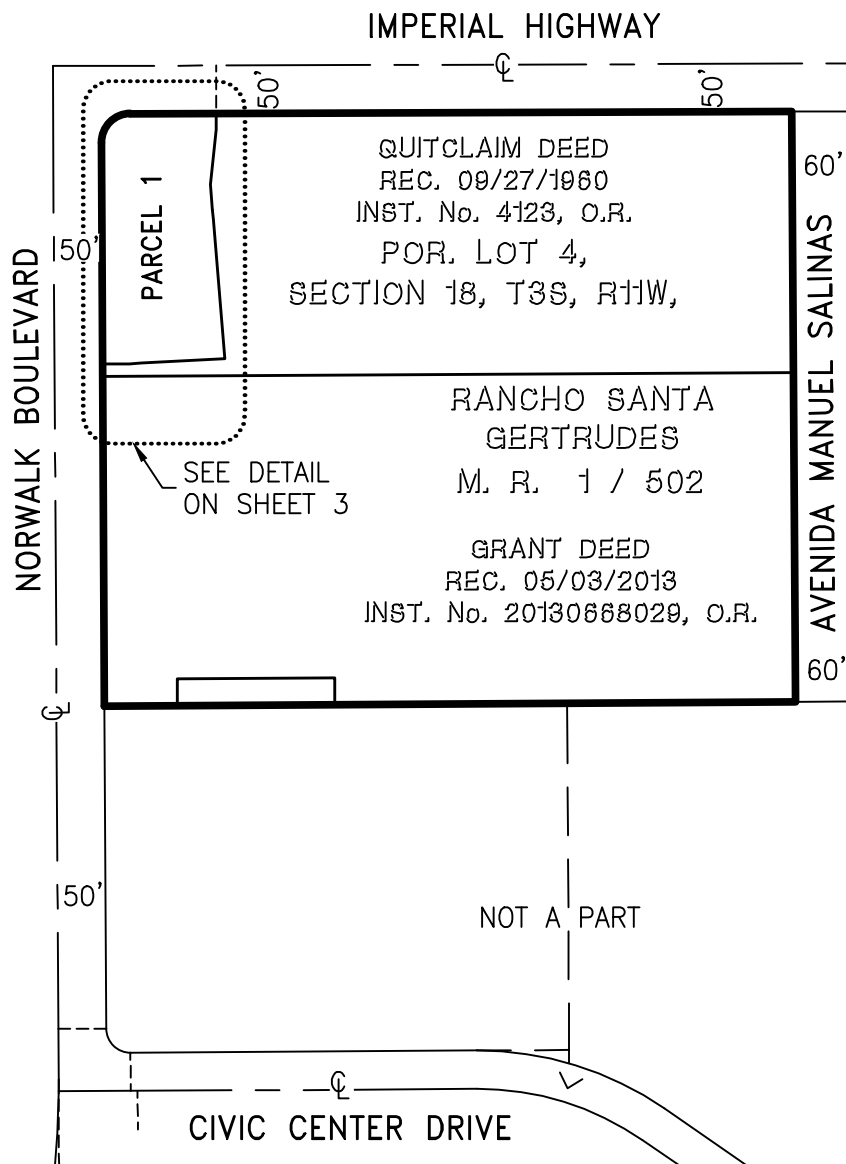 IMPERIAL HIGHWAY
℄
50'
50'
QUITCLAIM DEED
REC. 09/27/1960
INST. No. 4123, O.R.
POR. LOT 4,
SECTION 18, T3S, R11W,
PARCEL 1
60'
50'
NORWALK BOULEVARD
AVENIDA MANUEL SALINAS
RANCHO SANTA
GERTRUDES
M. R. 1 / 502
SEE DETAIL
ON SHEET 3
GRANT DEED
REC. 05/03/2013
INST. No. 20130668029, O.R.
60'
℄
50'
NOT A PART
℄
CIVIC CENTER DRIVE